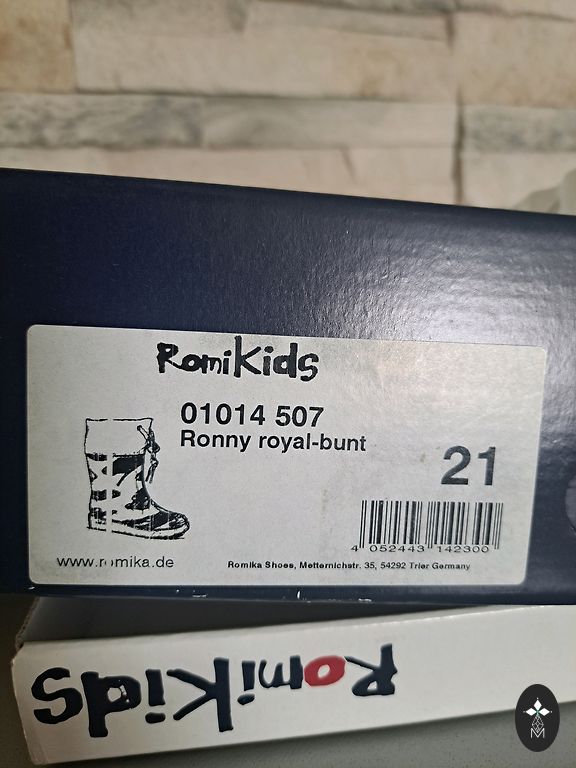 RomiKids
01014 507
Ronny royal-bunt
21
4 052443 142300
www.romika.de
Romika Shoes, Metternichstr. 35, 54292 Trier Germany
RomiKids
M